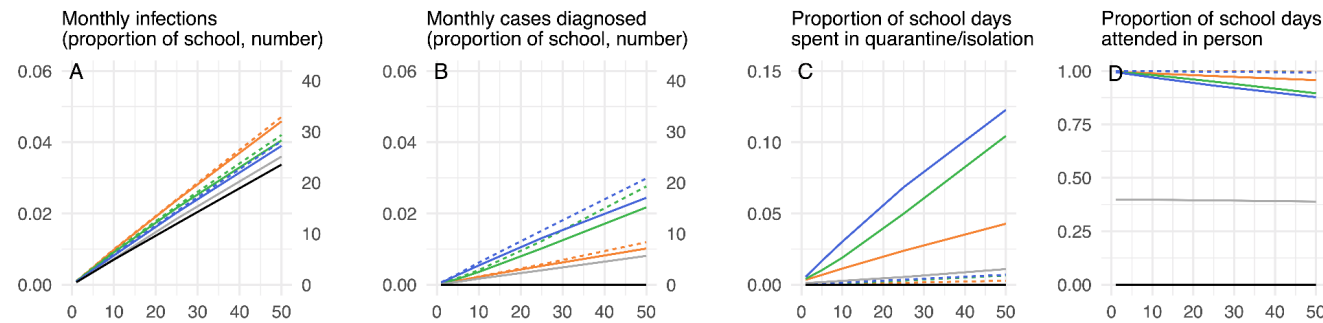 Monthly infections
(proportion of school, number)
A
0.06
0.04
0.02
0.00
40
30
20
10
0
0 10 20 30 40 50
Monthly cases diagnosed
(proportion of school, number)
B
0.06
0.04
0.02
0.00
40
30
20
10
0
0 10 20 30 40 50
Proportion of school days
spent in quarantine/isolation
C
0.15
0.10
0.05
0.00
0 10 20 30 40 50
Proportion of school days
attended in person
D
1.00
0.75
0.50
0.25
0.00
0 10 20 30 40 50